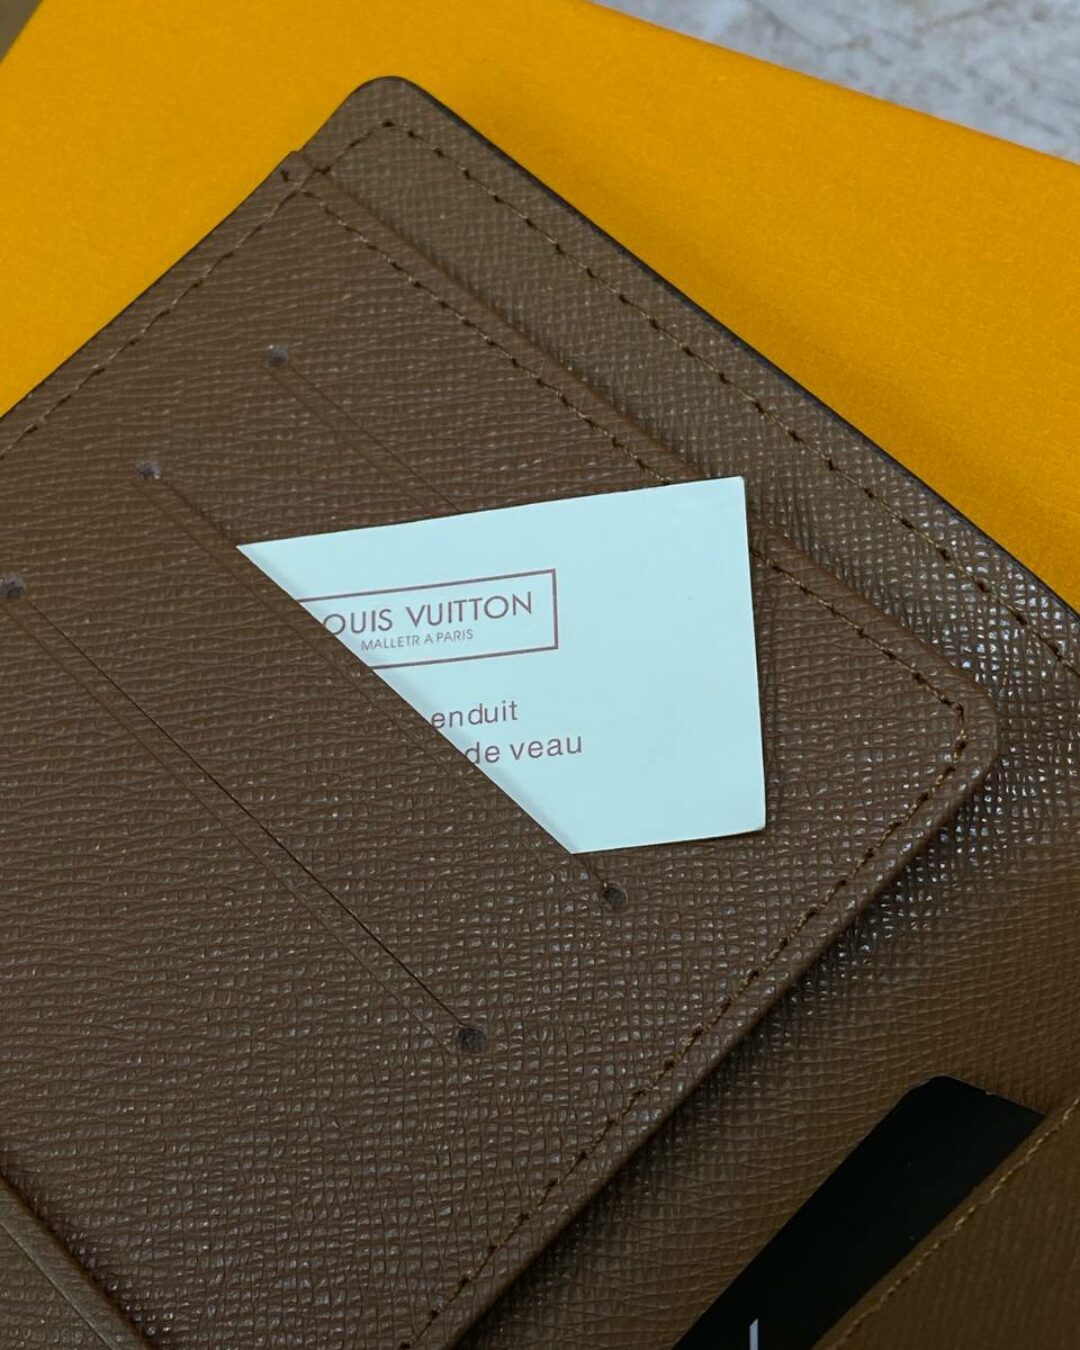 OUIS VUITTON
MALLETR A PARIS
enduit
de veau